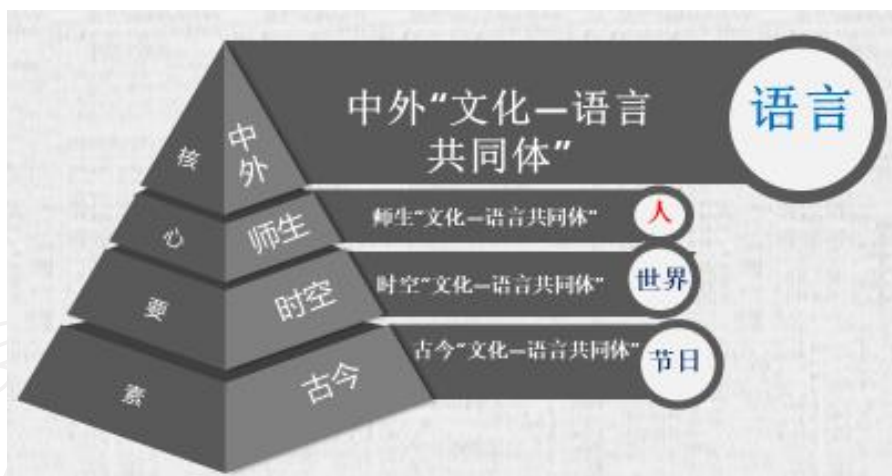 中外“文化—语言
共同体”
语言
核
中
外
师生“文化—语言共同体”
人
心
师生
时空“文化—语言共同体”
世界
要
时空
古今“文化—语言共同体”
节日
素
古今